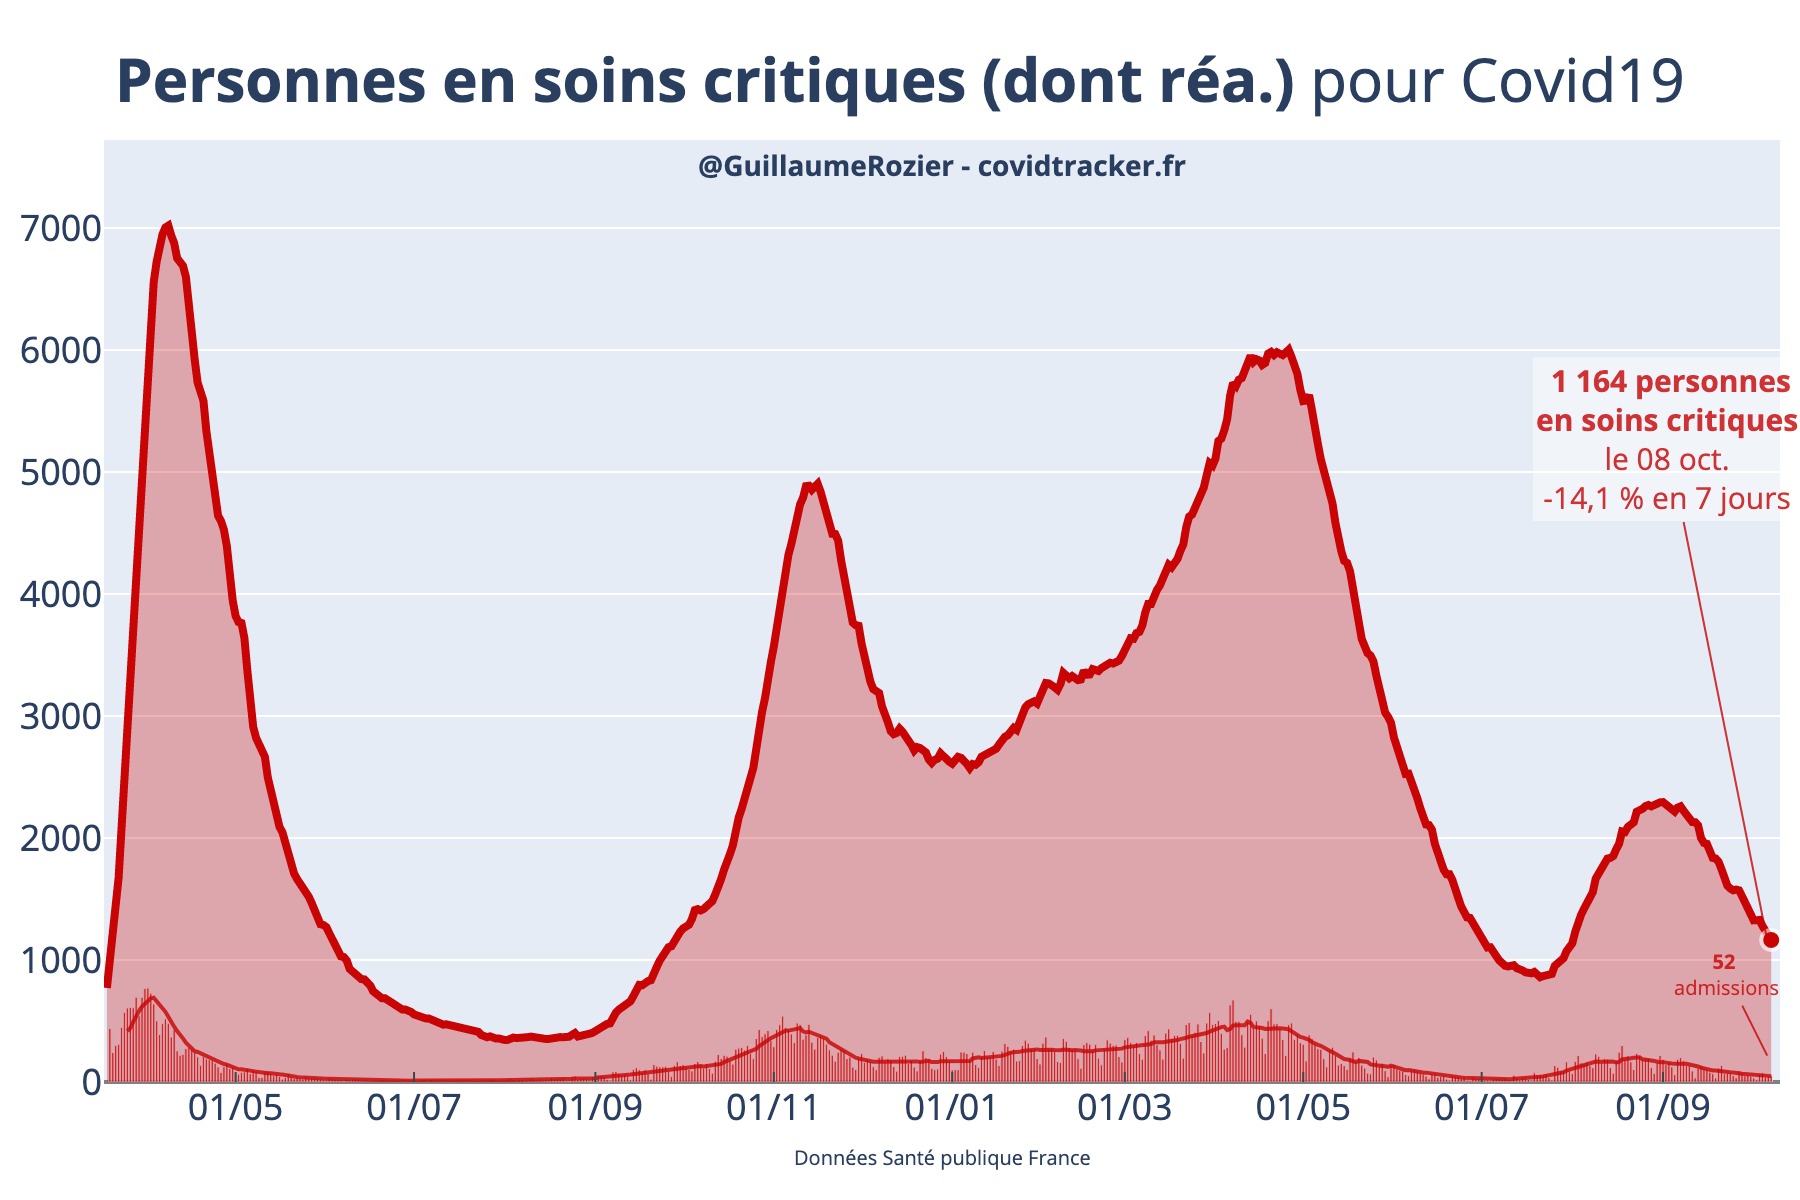 Personnes en soins critiques (dont réa.) pour Covid19
@GuillaumeRozier - covidtracker.fr
7000
6000
5000
4000
3000
2000
1000
0
1 164 personnes
en soins critiques
le 08 oct.
-14,1 % en 7 jours
52
admissions
01/05
01/07
01/09
01/11
01/01
01/03
01/05
01/07
01/09
Données Santé publique France